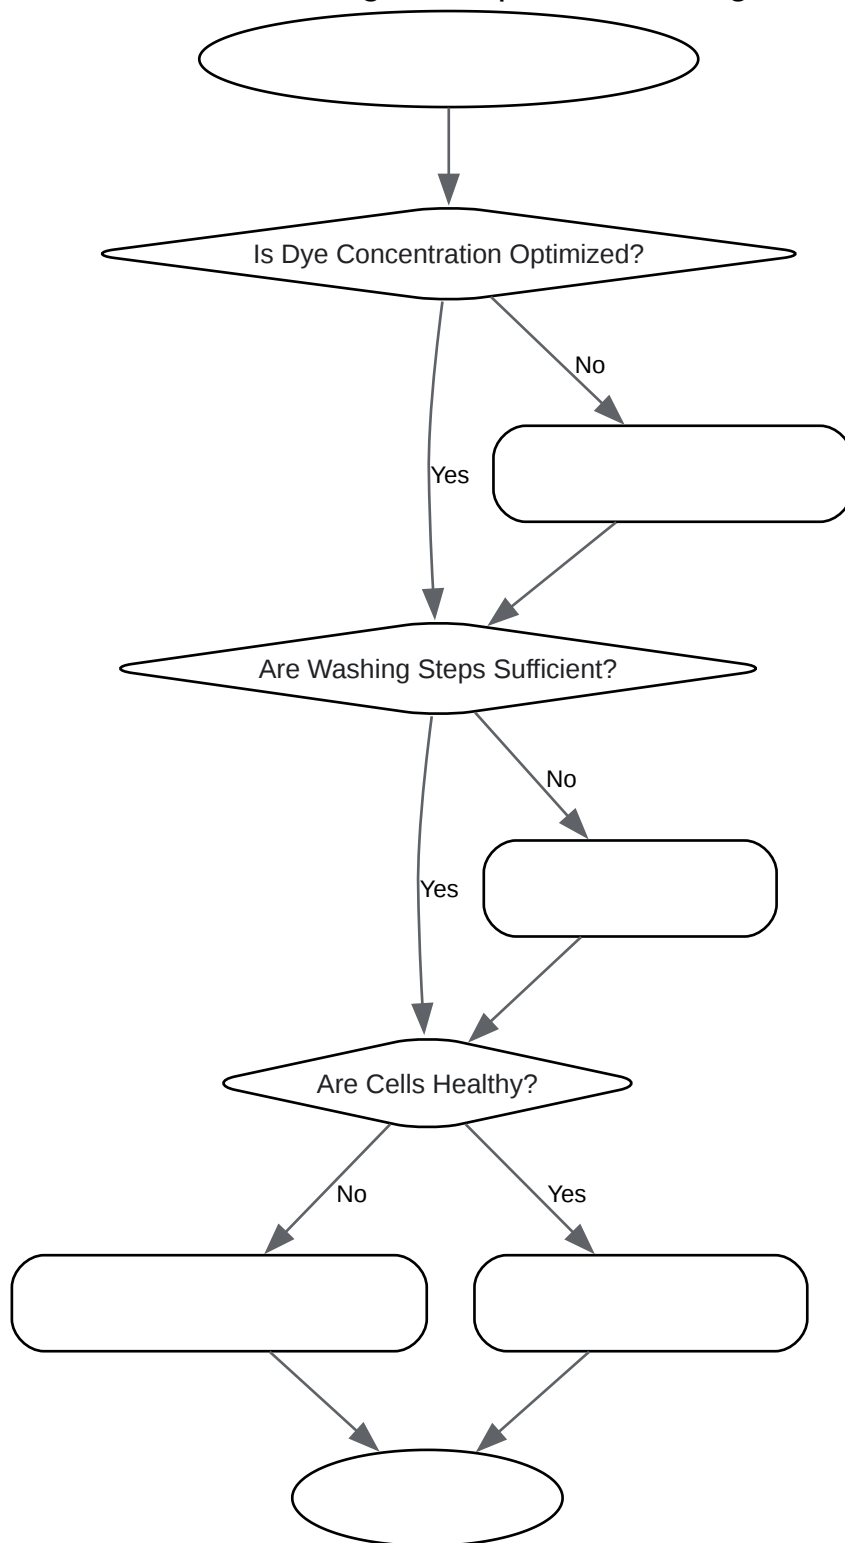 Is Dye Concentration Optimized?
No
Yes
Are Washing Steps Sufficient?
No
Yes
Are Cells Healthy?
No
Yes